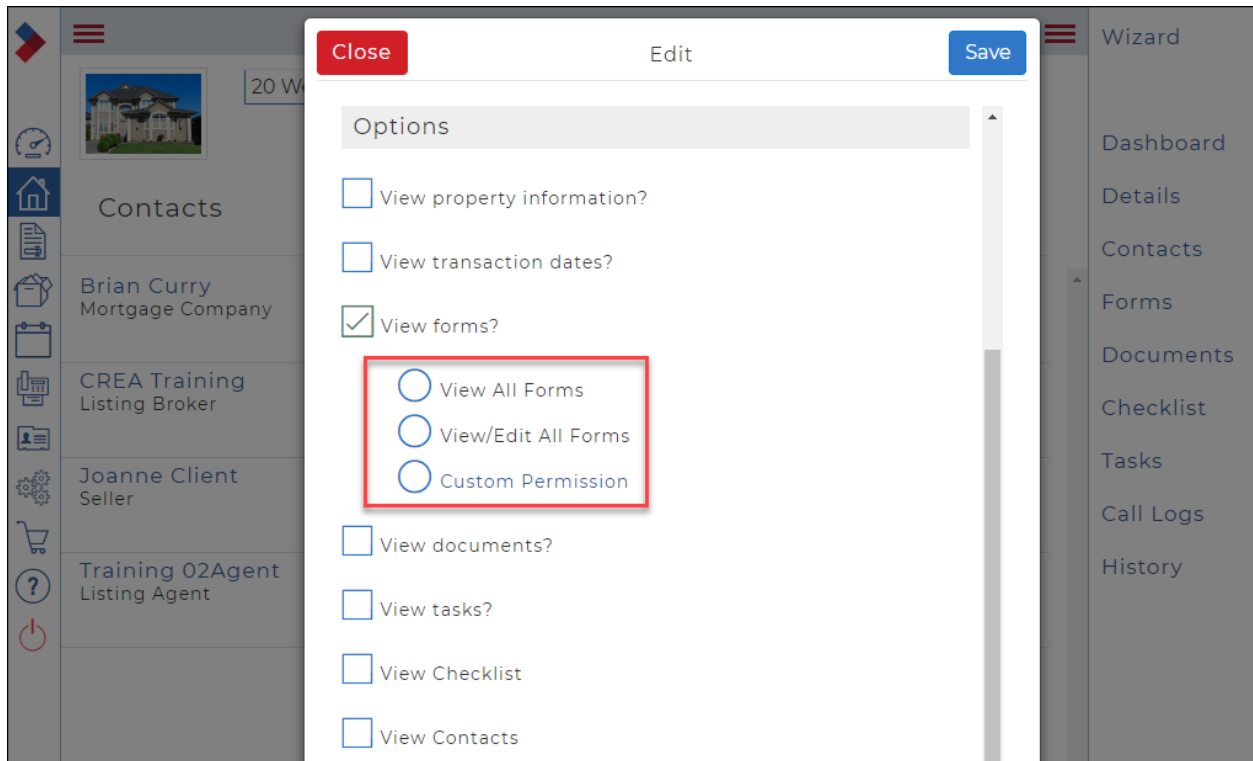 Close
Edit
Save
20 W
Contacts
Brian Curry
Mortgage Company
CREA Training
Listing Broker
Joanne Client
Seller
Training 02Agent
Listing Agent
Options
View property information?
View transaction dates?
View forms?
View All Forms
View/Edit All Forms
Custom Permission
View documents?
View tasks?
View Checklist
View Contacts
Wizard
Dashboard
Details
Contacts
Forms
Documents
Checklist
Tasks
Call Logs
History